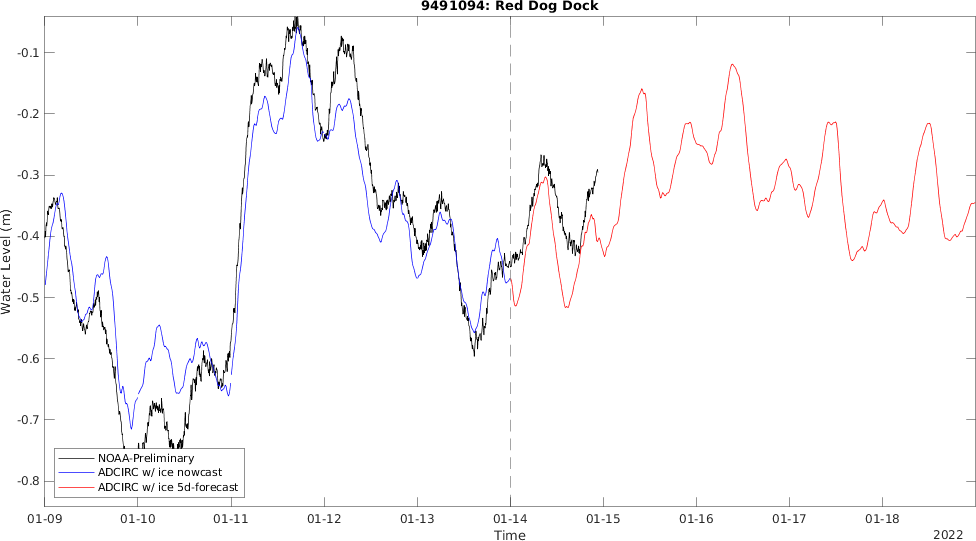 9491094: Red Dog Dock
Water Level (m)
-0.1
-0.2
-0.3
-0.4
-0.5
-0.6
-0.7
-0.8
NOAA-Preliminary
ADCIRC w/ ice nowcast
ADCIRC w/ ice 5d-forecast
01-09 01-10 01-11 01-12 01-13 01-14 01-15 01-16 01-17 01-18
Time
2022